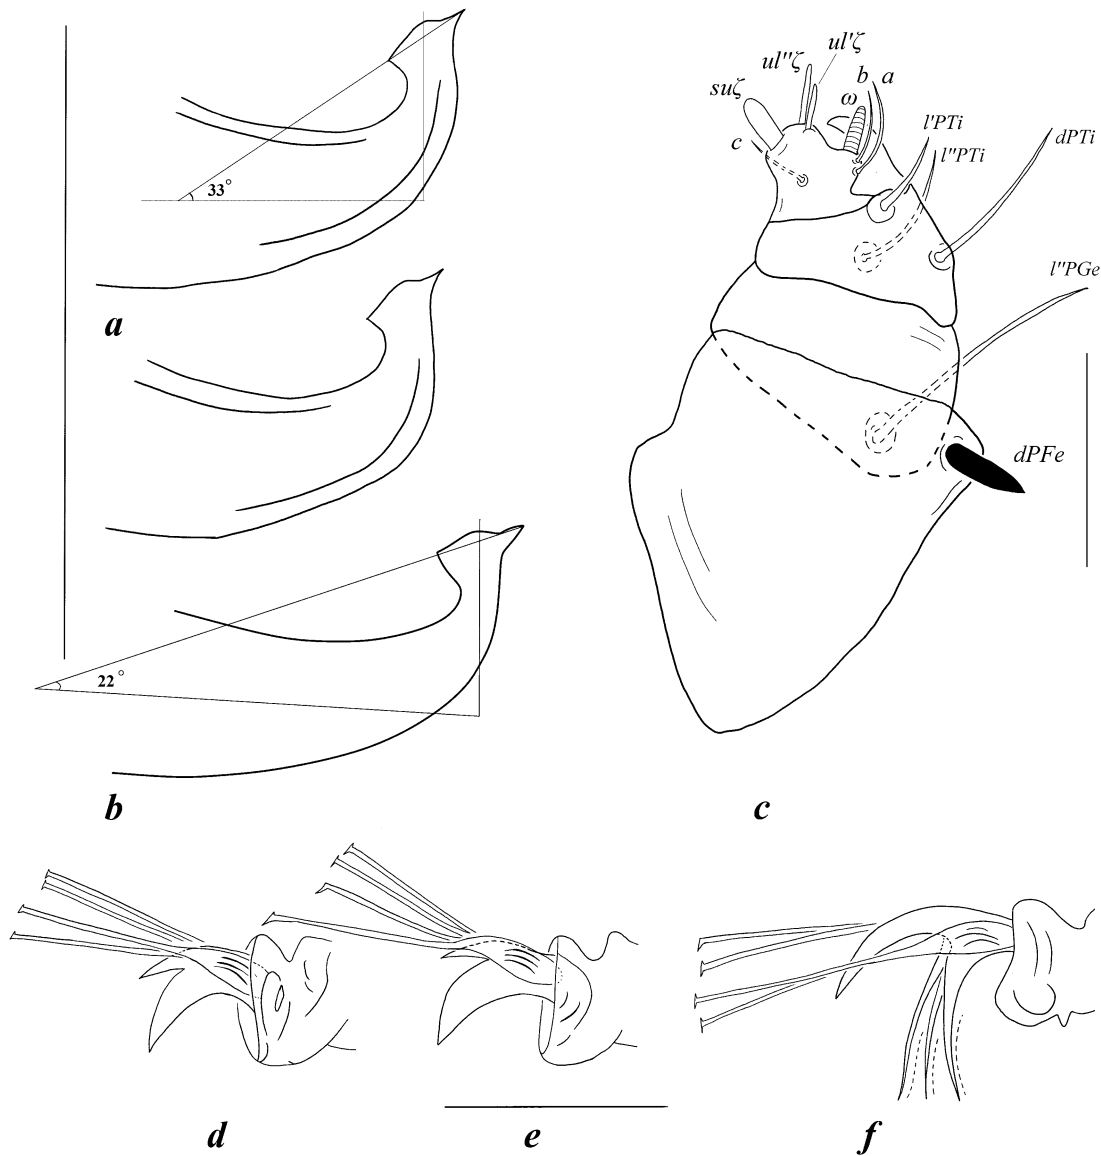 33°
a
22°
b
ul''ζ
ul'ζ
suζ
b
a
ω
c
l'PTi
l''PTi
dPTi
l''PGe
dPFe
c
d
e
f